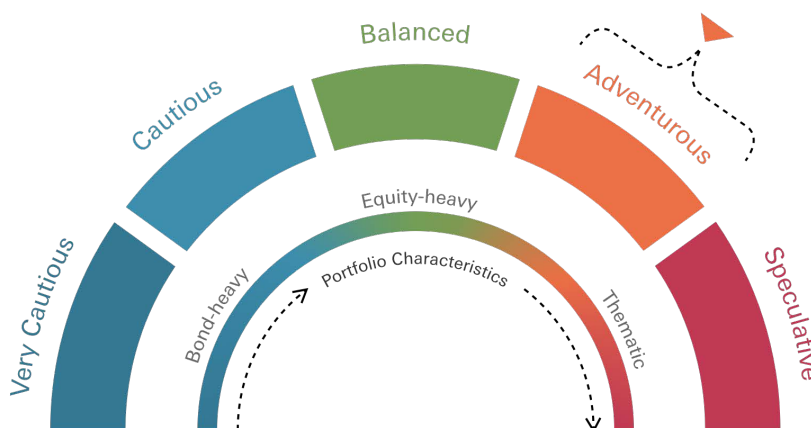 Very Cautious
Cautious
Balanced
Adventurous
Speculative
Bond-heavy
Equity-heavy
Thematic
Portfolio Characteristics